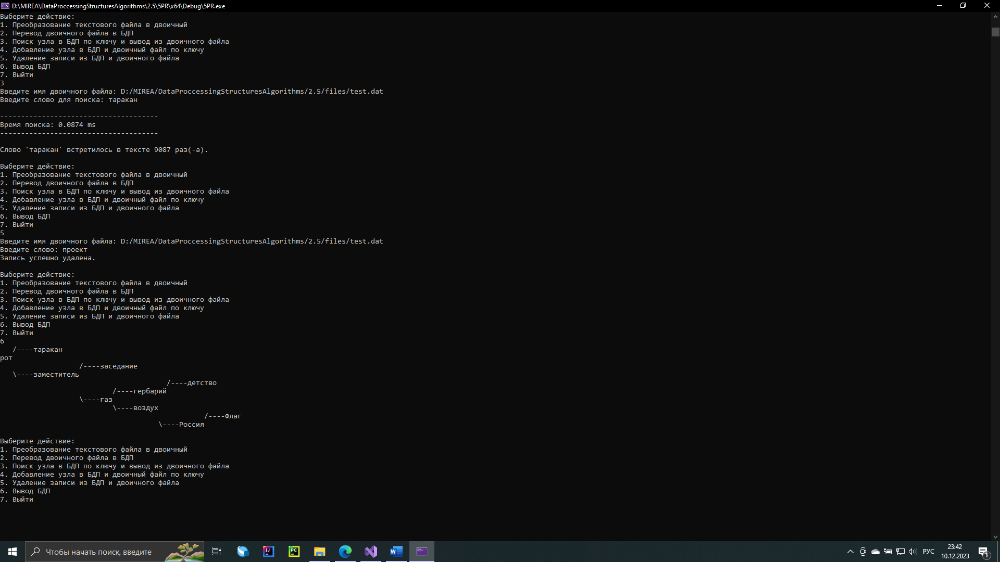 D:\MIREA\DataProccessingStructuresAlgorithms\2.5\5PR\x64\Debug\5PR.exe
Выберите действие:
1. Преобразование текстового файла в двоичный
2. Перевод двоичного файла в БДП
3. Поиск узла в БДП по ключу и вывод из двоичного файла
4. Добавление узла в БДП и двоичный файл по ключу
5. Удаление записи из БДП и двоичного файла
6. Вывод БДП
7. Выйти
3
Введите имя двоичного файла: D:/MIREA/DataProccessingStructuresAlgorithms/2.5/files/test.dat
Введите слово для поиска: таракан
--------------------------------------
Время поиска: 0.0874 ms
--------------------------------------
Слово 'таракан' встретилось в тексте 9087 раз(-а).
Выберите действие:
1. Преобразование текстового файла в двоичный
2. Перевод двоичного файла в БДП
3. Поиск узла в БДП по ключу и вывод из двоичного файла
4. Добавление узла в БДП и двоичный файл по ключу
5. Удаление записи из БДП и двоичного файла
6. Вывод БДП
7. Выйти
5
Введите имя двоичного файла: D:/MIREA/DataProccessingStructuresAlgorithms/2.5/files/test.dat
Введите слово: проект
Запись успешно удалена.
Выберите действие:
1. Преобразование текстового файла в двоичный
2. Перевод двоичного файла в БДП
3. Поиск узла в БДП по ключу и вывод из двоичного файла
4. Добавление узла в БДП и двоичный файл по ключу
5. Удаление записи из БДП и двоичного файла
6. Вывод БДП
7. Выйти
6
/----таракан
рот
/----заседание
\----заместитель
/----детство
/----гербарий
\----газ
\----воздух
/----Флаг
\----Россия
Выберите действие:
1. Преобразование текстового файла в двоичный
2. Перевод двоичного файла в БДП
3. Поиск узла в БДП по ключу и вывод из двоичного файла
4. Добавление узла в БДП и двоичный файл по ключу
5. Удаление записи из БДП и двоичного файла
6. Вывод БДП
7. Выйти
Чтобы начать поиск, введите
РУС
23:42
10.12.2023
1